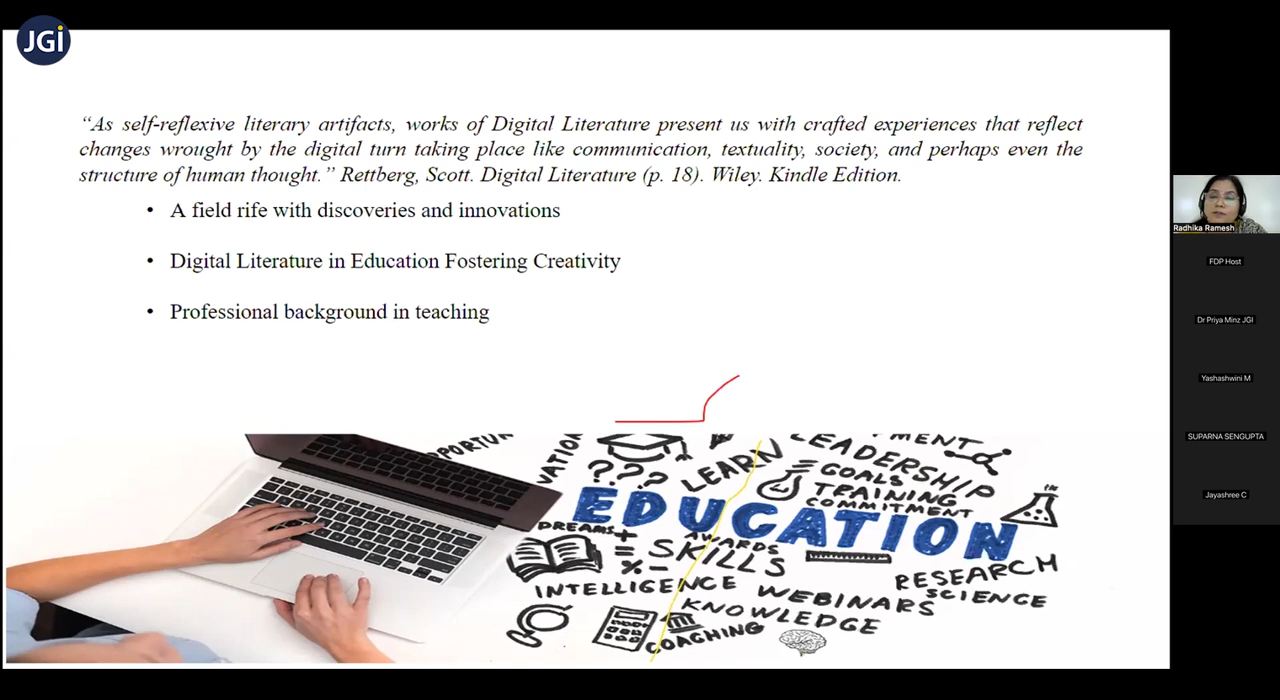 JGi
“As self-reflexive literary artifacts, works of Digital Literature present us with crafted experiences that reflect
changes wrought by the digital turn taking place like communication, textuality, society, and perhaps even the
structure of human thought.” Rettberg, Scott. Digital Literature (p. 18). Wiley. Kindle Edition.
• A field rife with discoveries and innovations
• Digital Literature in Education Fostering Creativity
• Professional background in teaching
LEADERSHIP
LEARN
GOALS
???
TRAINING
COMMITMENT
EDUCATION
DREAMS
AWARDS
SKILLS
RESEARCH
INTELLIGENCE WEBINARS SCIENCE
KNOWLEDGE
COACHING
Radhika Ramesh
FDP Host
Dr Priya Minz JGI
Yashashwini M
SUPARNA SENGUPTA
Jayashree C